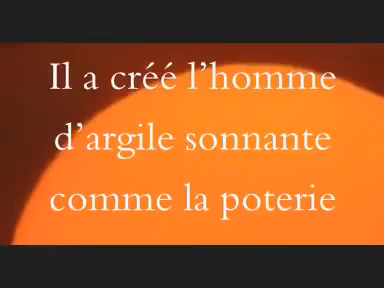 Il a créé l’homme
d’argile sonnante
comme la poterie